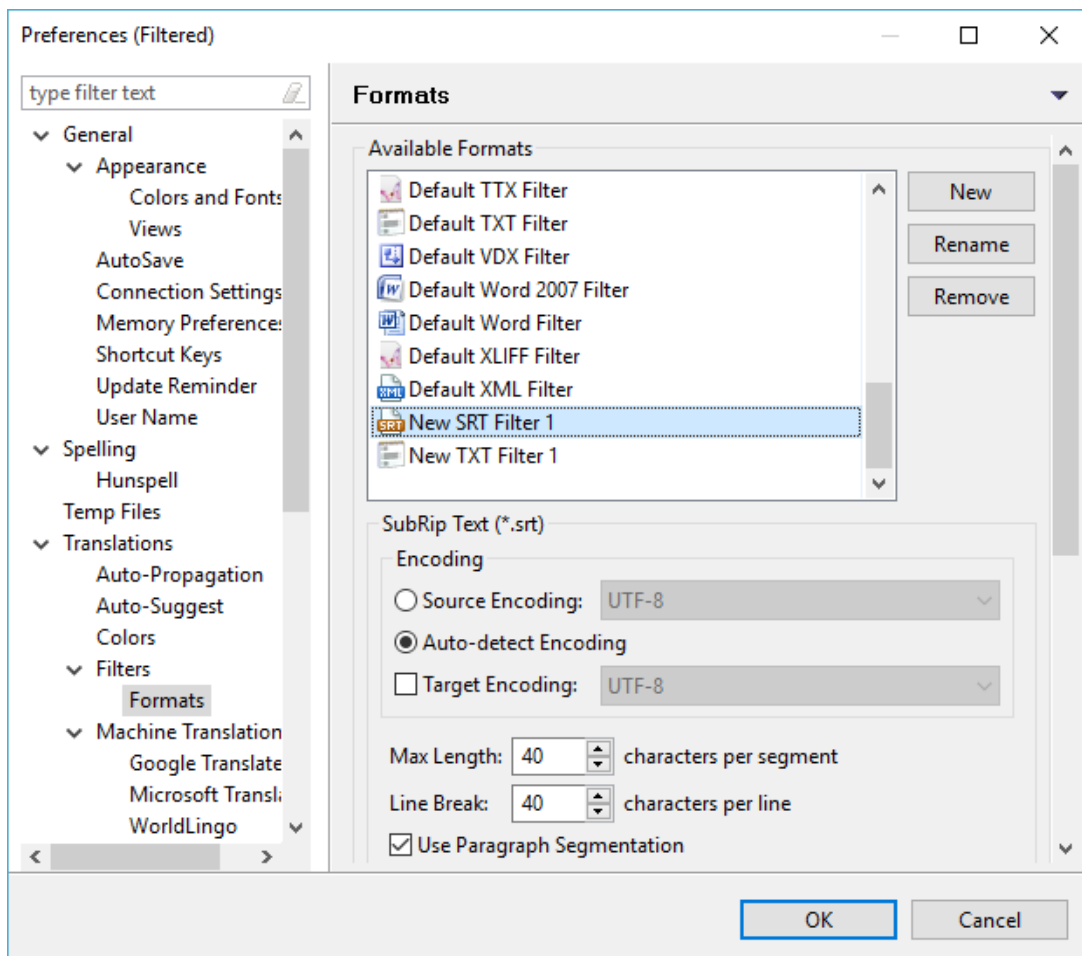 Preferences (Filtered)
type filter text
General
Appearance
Colors and Fonts
Views
AutoSave
Connection Settings
Memory Preferences
Shortcut Keys
Update Reminder
User Name
Spelling
Hunspell
Temp Files
Translations
Auto-Propagation
Auto-Suggest
Colors
Filters
Formats
Machine Translation
Google Translate
Microsoft Transl
WorldLingo
Formats
Available Formats
Default TTX Filter
Default TXT Filter
Default VDX Filter
Default Word 2007 Filter
Default Word Filter
Default XLIFF Filter
XML Default XML Filter
SRT New SRT Filter 1
New TXT Filter 1
New
Rename
Remove
SubRip Text (*.srt)
Encoding
Source Encoding: UTF-8
Auto-detect Encoding
Target Encoding: UTF-8
Max Length: 40 characters per segment
Line Break: 40 characters per line
Use Paragraph Segmentation
OK Cancel